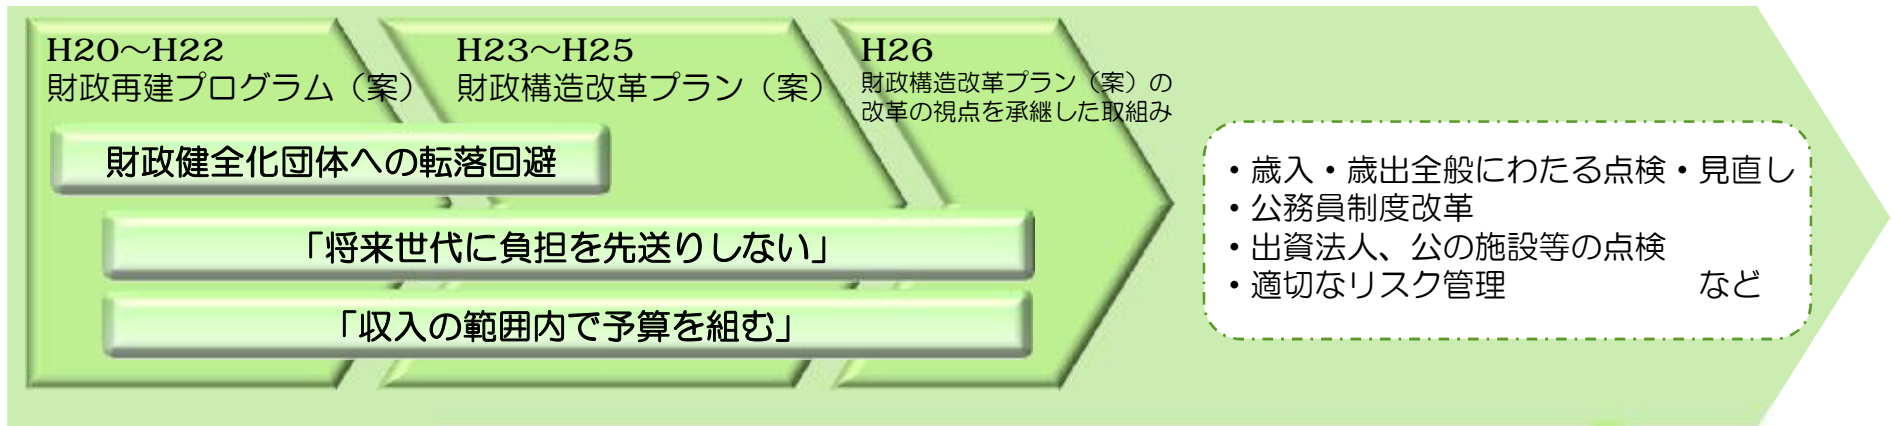 H20～H22
財政再建プログラム（案）
H23～H25
財政構造改革プラン（案）
H26
財政構造改革プラン（案）の
改革の視点を承継した取組み
財政健全化団体への転落回避
「将来世代に負担を先送りしない」
「収入の範囲内で予算を組む」
・歳入・歳出全般にわたる点検・見直し
・公務員制度改革
・出資法人、公の施設等の点検
・適切なリスク管理　　　　　　など